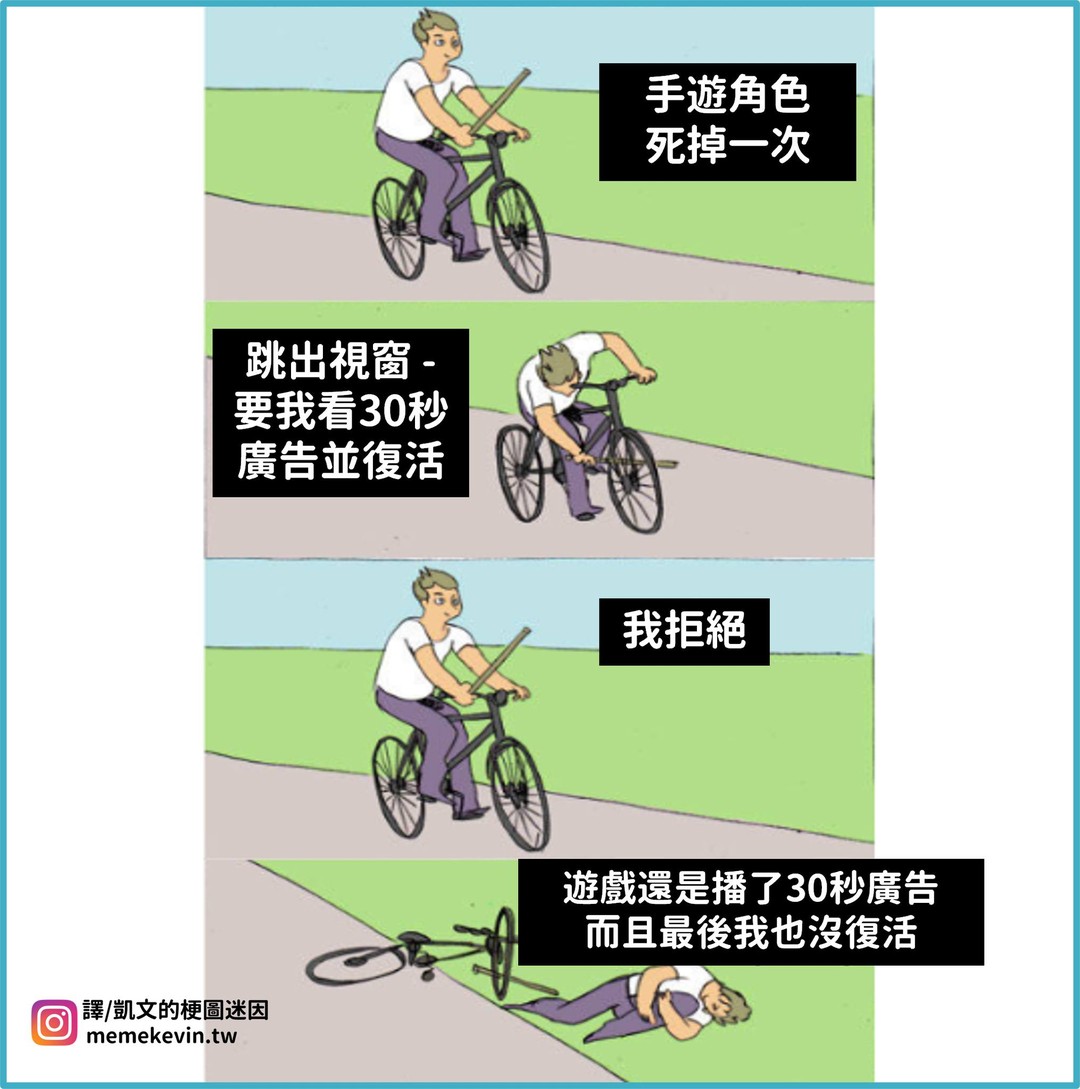 手遊角色
死掉一次
跳出視窗 -
要我看30秒
廣告並復活
我拒絕
遊戲還是播了30秒廣告
而且最後我也沒復活
譯/凱文的梗圖迷因
memekevin.tw